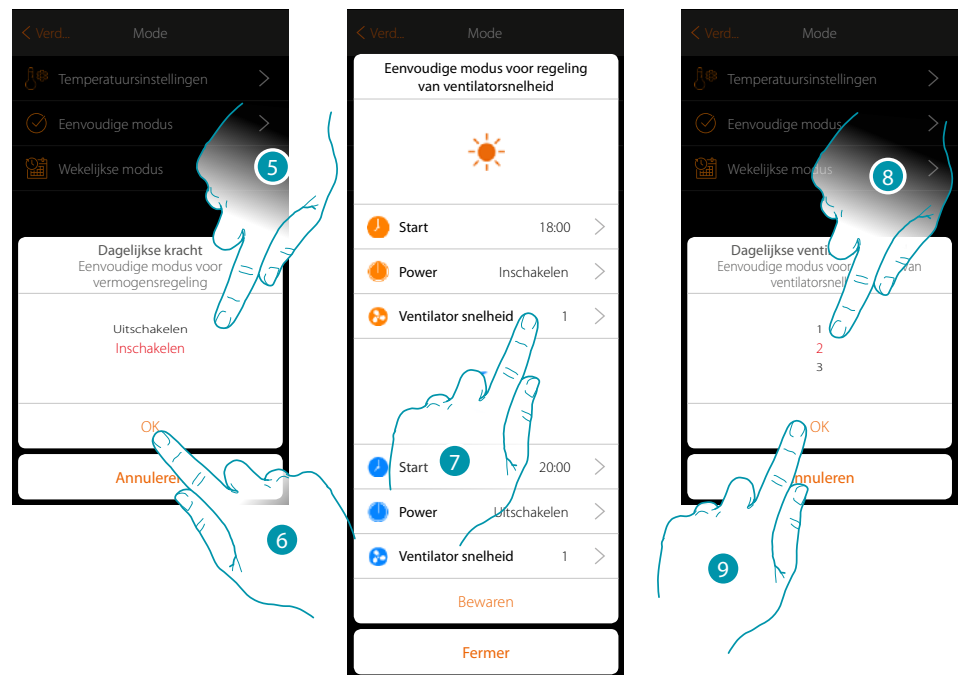 Verd...
Mode
Temperatuursinstellingen
Eenvoudige modus
Wekelijkse modus
5
Dagelijkse kracht
Eenvoudige modus voor
vermogensregeling
Uitschakelen
Inschakelen
OK
Annuleren
6
Verd...
Mode
Eenvoudige modus voor regeling
van ventilatorsnelheid
Start 18:00
Power Inschakelen
Ventilator snelheid 1
7
Start 20:00
Power Uitschakelen
Ventilator snelheid 1
Bewaren
Fermer
Verd...
Mode
Temperatuursinstellingen
Eenvoudige modus
Wekelijkse modus
8
Dagelijkse venti
Eenvoudige modus voor van
ventilatorsnel
1
2
3
OK
nnuleren
9